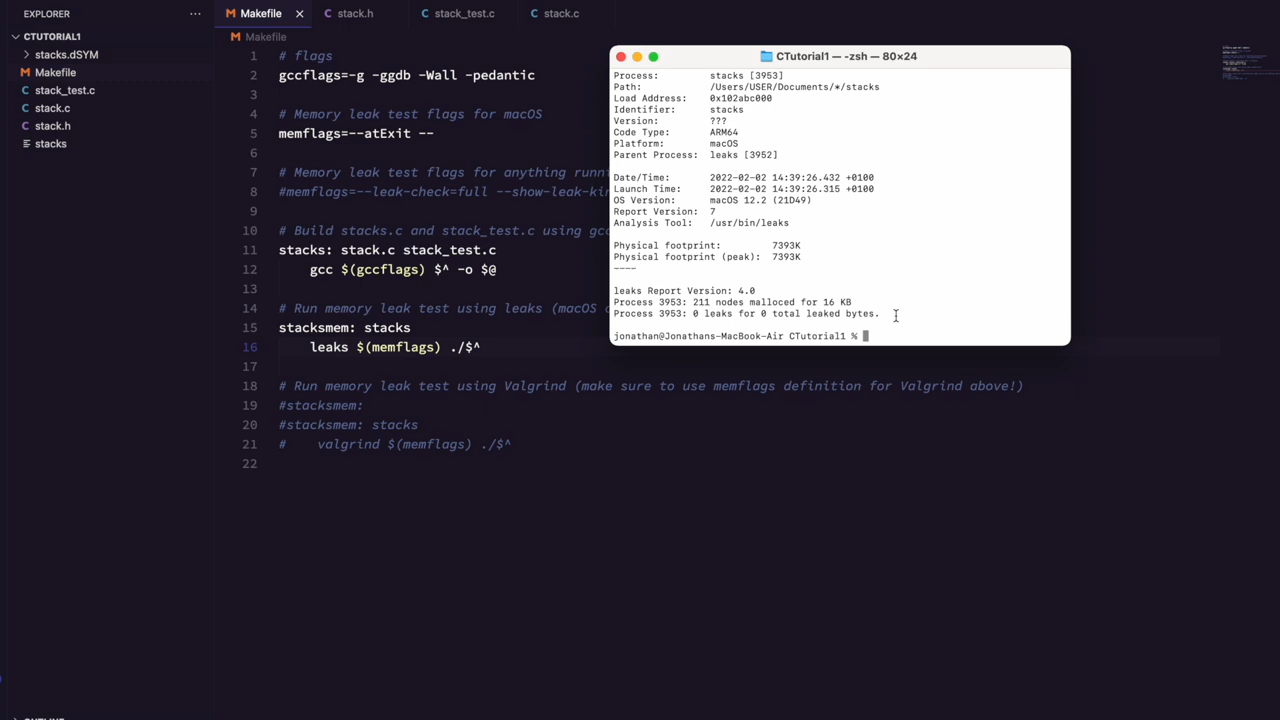 EXPLORER
···
CTUTORIAL1
stacks.dSYM
Makefile
stack_test.c
stack.c
stack.h
stacks
Makefile
stack.h
stack_test.c
stack.c
Makefile
1 # flags
2 gccflags=-g -ggdb -Wall -pedantic
3
4 # Memory leak test flags for macOS
5 memflags=--atExit --
6
7 # Memory leak test flags for anything
8 #memflags=--leak-check=full
9
10 # Build stacks.c and stack_test.c using
11 stacks: stack.c stack_test.c
12 gcc $(gccflags) $^ -o $@
13
14 # Run memory leak test using leaks (macOS
15 stacksmem: stacks
16 leaks $(memflags) ./$^
17
18 # Run memory leak test using Valgrind (make sure to use memflags definition for Valgrind above!)
19 #stacksmem:
20 #stacksmem: stacks
21 # valgrind $(memflags) ./$^
22
CTutorial1 — -zsh — 80×24
Process: stacks [3953]
Path: /Users/USER/Documents/*/stacks
Load Address: 0x102abc000
Identifier: stacks
Version: ???
Code Type: ARM64
Platform: macOS
Parent Process: leaks [3952]
Date/Time: 2022-02-02 14:39:26.432 +0100
Launch Time: 2022-02-02 14:39:26.315 +0100
OS Version: macOS 12.2 (21D49)
Report Version: 7
Analysis Tool: /usr/bin/leaks
Physical footprint: 7393K
Physical footprint (peak): 7393K
----
leaks Report Version: 4.0
Process 3953: 211 nodes malloced for 16 KB
Process 3953: 0 leaks for 0 total leaked bytes.
jonathan@Jonathans-MacBook-Air CTutorial1 %